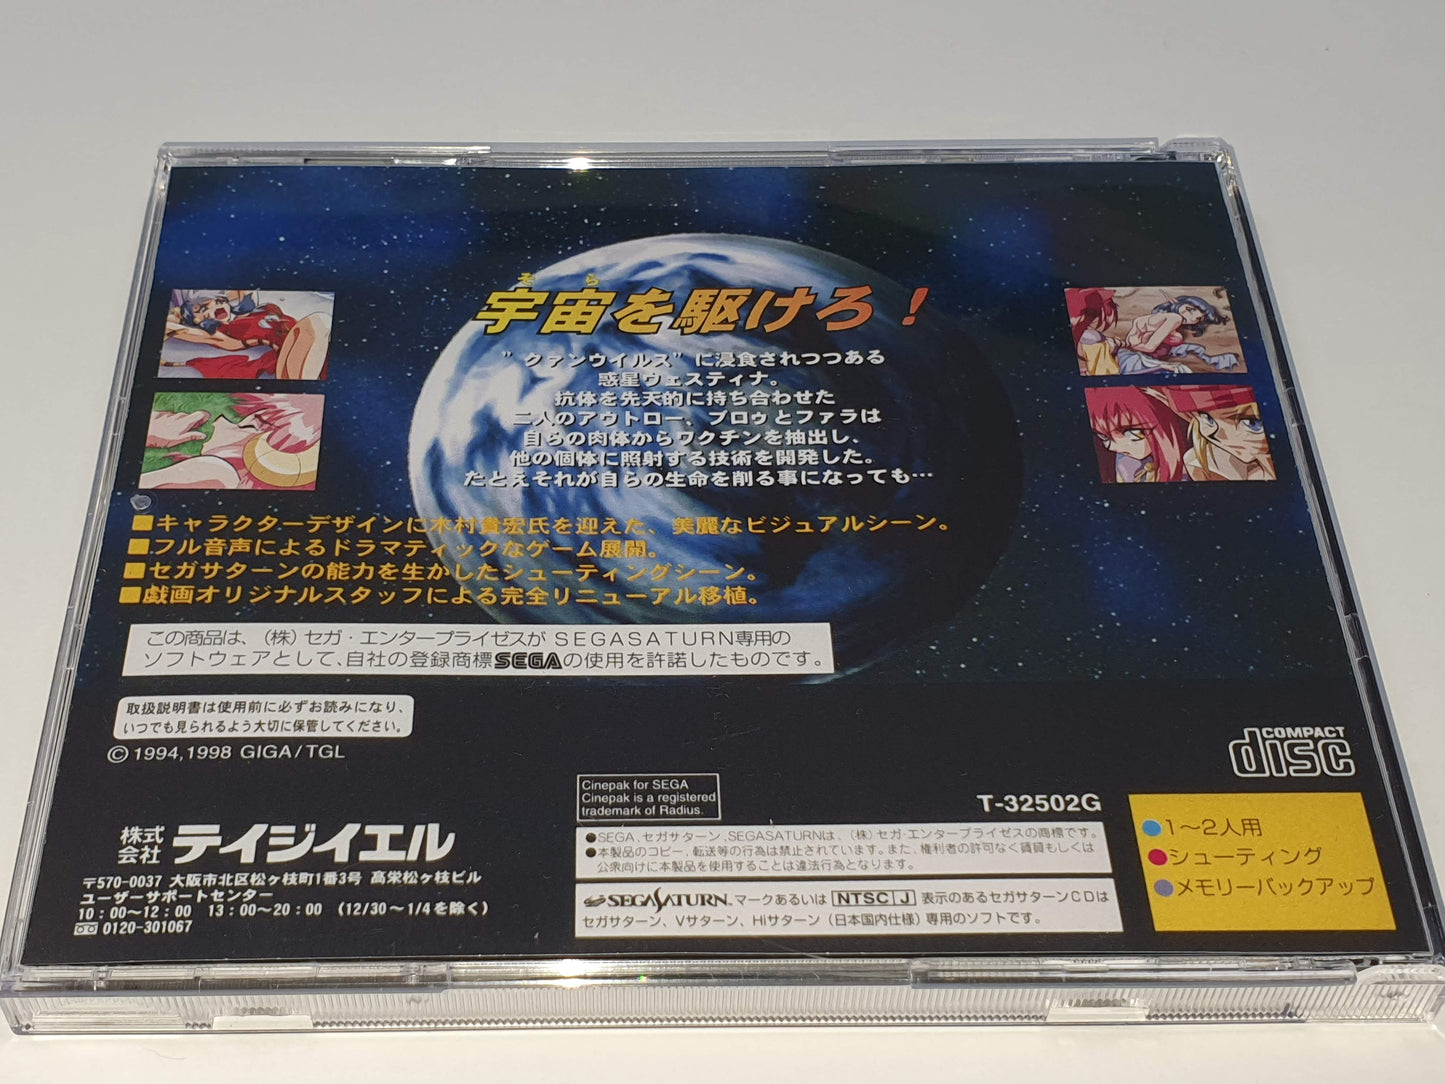 そら
宇宙を駆けろ！
”クァンウイルス”に浸食されつつある
惑星ヴェスティナ。
抗体を先天的に持ち合わせた
二人のアウトロー、ブロゥとファラは
自らの肉体からワクチンを抽出し、
他の個体に照射する技術を開発した。
たとえそれが自らの生命を削る事になっても…
■キャラクターデザインに木村貴宏氏を迎えた、美麗なビジュアルシーン。
■フル音声によるドラマティックなゲーム展開。
■セガサターンの能力を生かしたシューティングシーン。
■戯画オリジナルスタッフによる完全リニューアル移植。
この商品は、（株）セガ・エンタープライゼスがSEGASATURN専用の
ソフトウェアとして、自社の登録商標SEGAの使用を許諾したものです。
取扱説明書は使用前に必ずお読みになり、
いつでも見られるよう大切に保管してください。
©1994,1998 GIGA/TGL
COMPACT
disc
Cinepak for SEGA
Cinepak is a registered
trademark of Radius.
T-32502G
株式会社 テイジイエル
〒570-0037 大阪市北区松ヶ枝町1番3号 高栄松ヶ枝ビル
ユーザーサポートセンター
10：00〜12：00　13：00〜20：00（12/30〜1/4を除く）
0120-301067
●SEGA、セガサターン、SEGASATURNは、（株）セガ・エンタープライゼスの商標です。
●本製品のコピー、転送等の行為は禁止されています。また、権利者の許可なく賃貸もしくは
公衆向けに本製品を使用することは違法行為となります。
SEGASATURN マークあるいは NTSC J 表示のあるセガサターンCDは
セガサターン、Vサターン、Hiサターン（日本国内仕様）専用のソフトです。
●1〜2人用
●シューティング
●メモリーバックアップ